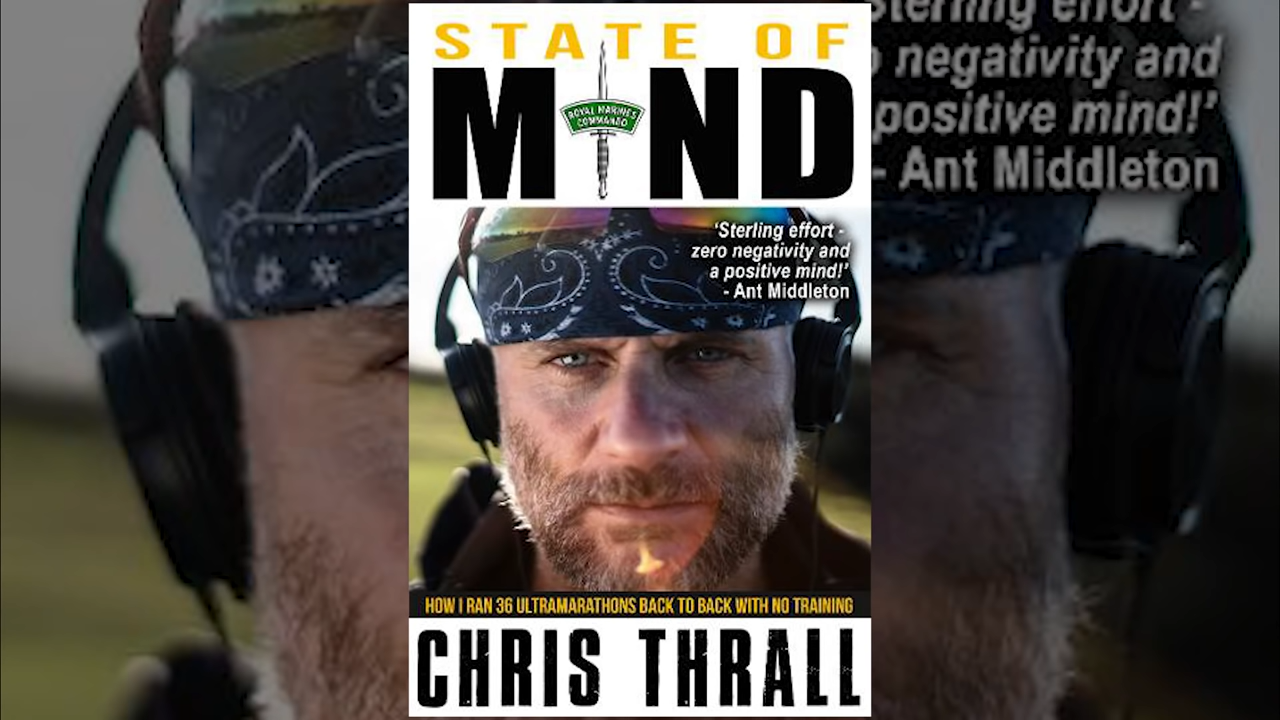 STATE OF
MIND
ROYAL MARINES
COMMANDO
'Sterling effort -
zero negativity and
a positive mind!'
- Ant Middleton
HOW I RAN 36 ULTRAMARATHONS BACK TO BACK WITH NO TRAINING
CHRIS THRALL
Sterling effort -
negativity and
positive mind!'
- Ant Middleton